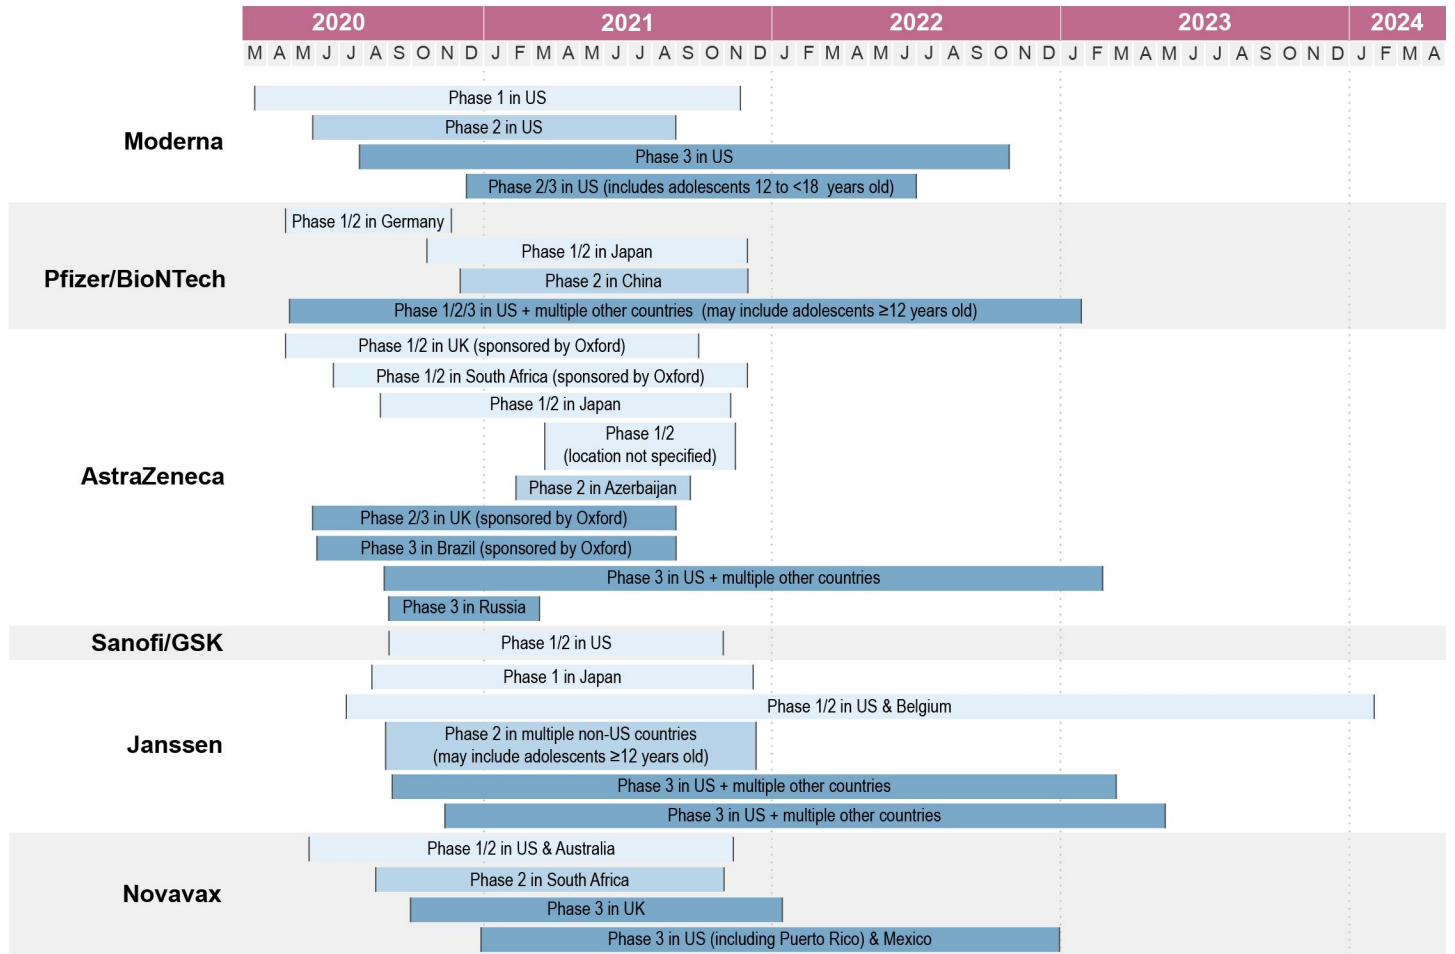 2020 2021 2022 2023 2024
M A M J J A S O N D J F M A M J J A S O N D J F M A M J J A S O N D J F M A M J J A S O N D J F M A
Moderna
Phase 1 in US
Phase 2 in US
Phase 3 in US
Phase 2/3 in US (includes adolescents 12 to <18 years old)
Pfizer/BioNTech
Phase 1/2 in Germany
Phase 1/2 in Japan
Phase 2 in China
Phase 1/2/3 in US + multiple other countries (may include adolescents ≥12 years old)
AstraZeneca
Phase 1/2 in UK (sponsored by Oxford)
Phase 1/2 in South Africa (sponsored by Oxford)
Phase 1/2 in Japan
Phase 1/2
(location not specified)
Phase 2 in Azerbaijan
Phase 2/3 in UK (sponsored by Oxford)
Phase 3 in Brazil (sponsored by Oxford)
Phase 3 in US + multiple other countries
Phase 3 in Russia
Sanofi/GSK
Phase 1/2 in US
Janssen
Phase 1 in Japan
Phase 1/2 in US & Belgium
Phase 2 in multiple non-US countries
(may include adolescents ≥12 years old)
Phase 3 in US + multiple other countries
Phase 3 in US + multiple other countries
Novavax
Phase 1/2 in US & Australia
Phase 2 in South Africa
Phase 3 in UK
Phase 3 in US (including Puerto Rico) & Mexico